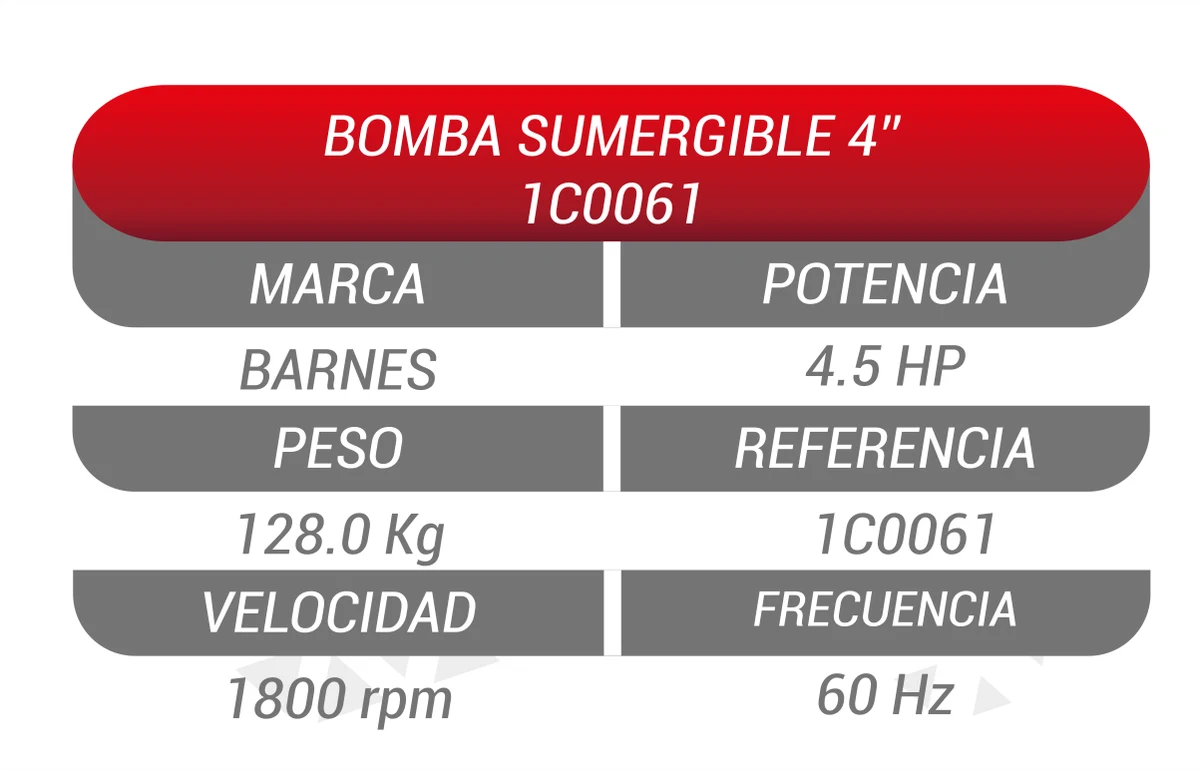 BOMBA SUMERGIBLE 4"
1C0061
MARCA
POTENCIA
BARNES
4.5 HP
PESO
REFERENCIA
128.0 Kg
1C0061
VELOCIDAD
FRECUENCIA
1800 rpm
60 Hz